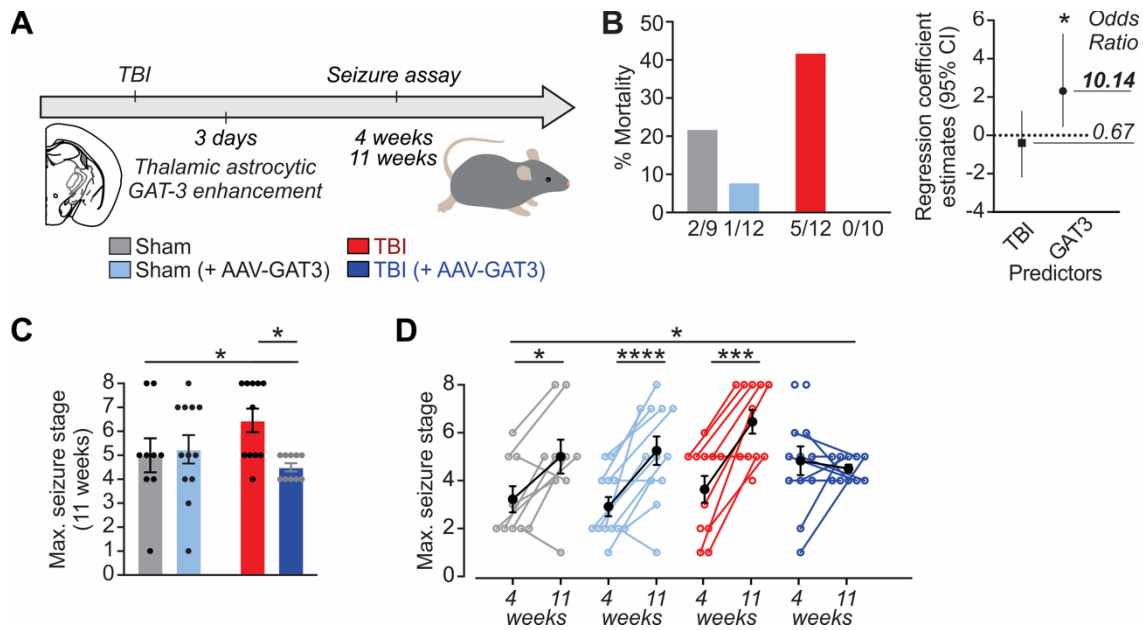 A
TBI
Seizure assay
3 days
4 weeks
11 weeks
Thalamic astrocytic
GAT-3 enhancement
Sham
TBI
Sham (+ AAV-GAT3)
TBI (+ AAV-GAT3)
B
% Mortality
50
40
30
20
10
0
2/9 1/12 5/12 0/10
Regression coefficient
estimates (95% CI)
6
4
2
0
-2
-4
* Odds
Ratio
10.14
0.67
TBI
GAT3
Predictors
C
Max. seizure stage
(11 weeks)
8
7
6
5
4
3
2
1
0
*
*
D
Max. seizure stage
8
6
4
2
0
*
* **** ***
4 11 4 11 4 11 4 11
weeks weeks weeks weeks